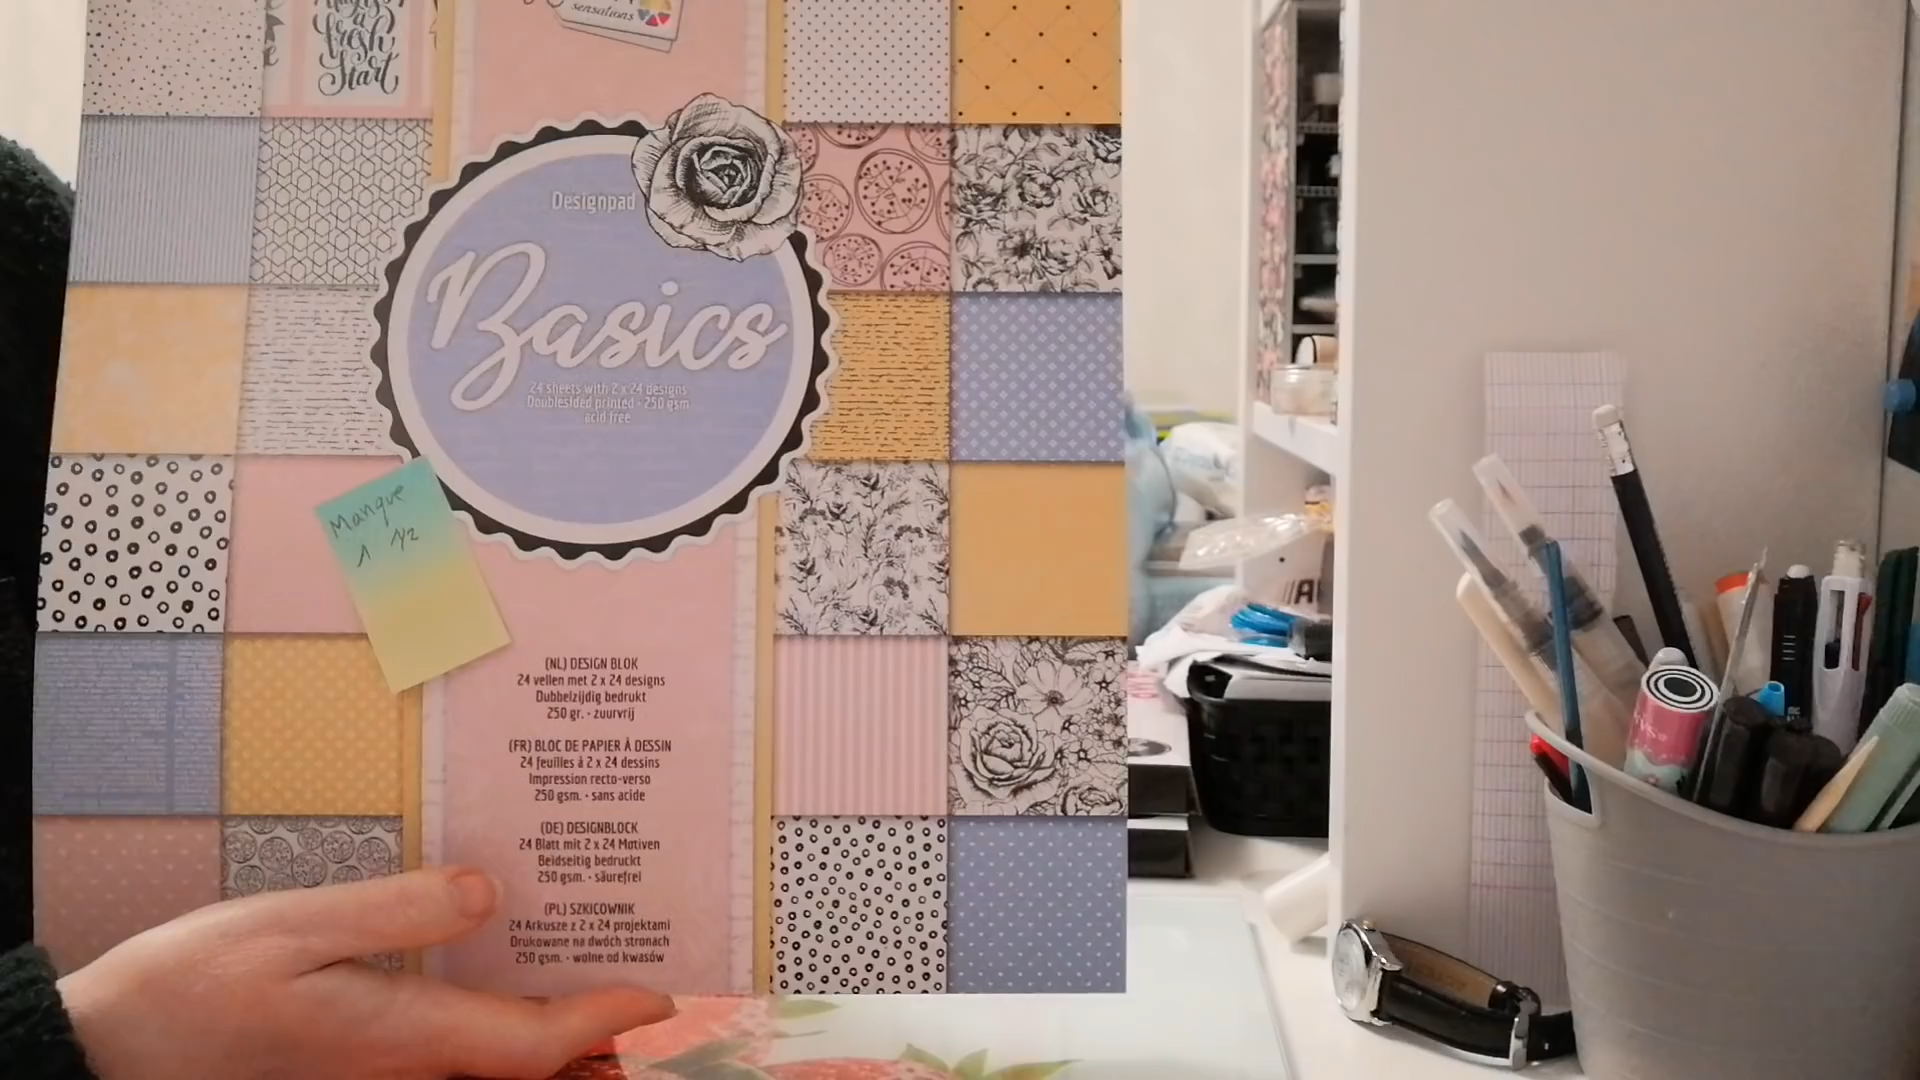 a
fresh
Start
sensations
Designpad
Basics
24 sheets with 2 x 24 designs
Doublesided printed - 250 gsm
acid free
Manque
1 1/2
(NL) DESIGN BLOK
24 vellen met 2 x 24 designs
Dubbelzijdig bedrukt
250 gr. - zuurvrij
(FR) BLOC DE PAPIER À DESSIN
24 feuilles à 2 x 24 dessins
Impression recto-verso
250 gsm. - sans acide
(DE) DESIGNBLOCK
24 Blatt mit 2 x 24 Motiven
Beidseitig bedruckt
250 gsm. - säurefrei
(PL) SZKICOWNIK
24 Arkusze z 2 x 24 projektami
Drukowane na dwóch stronach
250 gsm. - wolne od kwasów